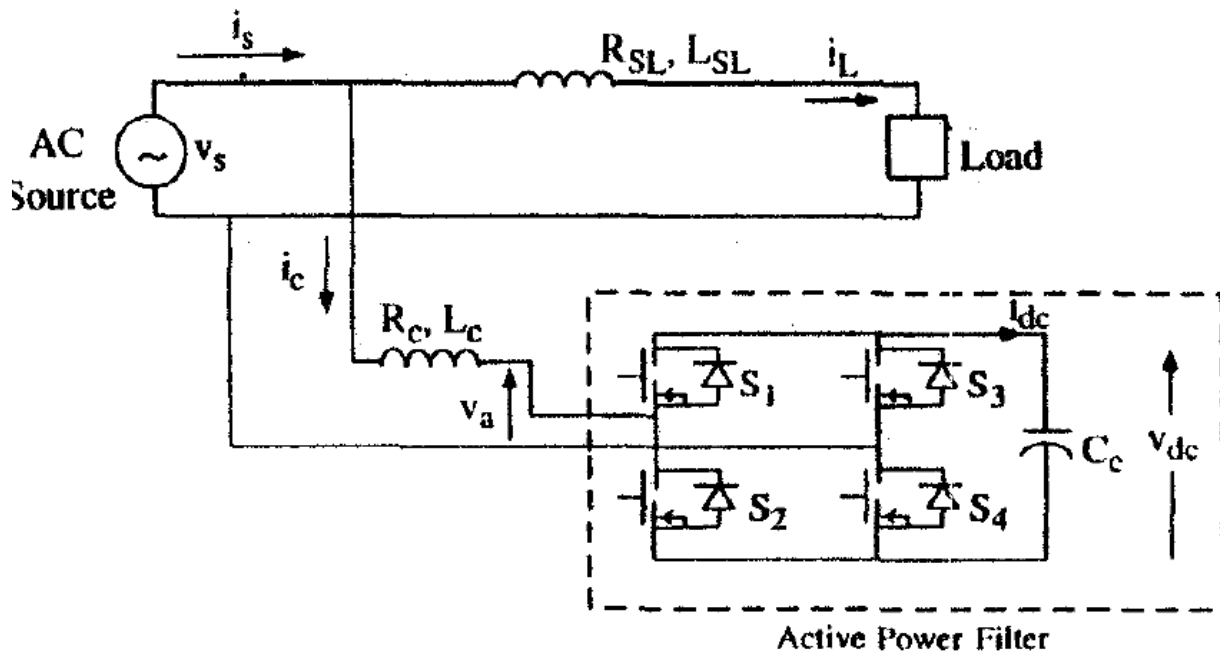 i_s
R_SL, L_SL
i_L
AC
Source
~
v_s
Load
i_c
R_c, L_c
v_a
i_dc
S_1
S_3
S_2
S_4
C_c
v_dc
Active Power Filter